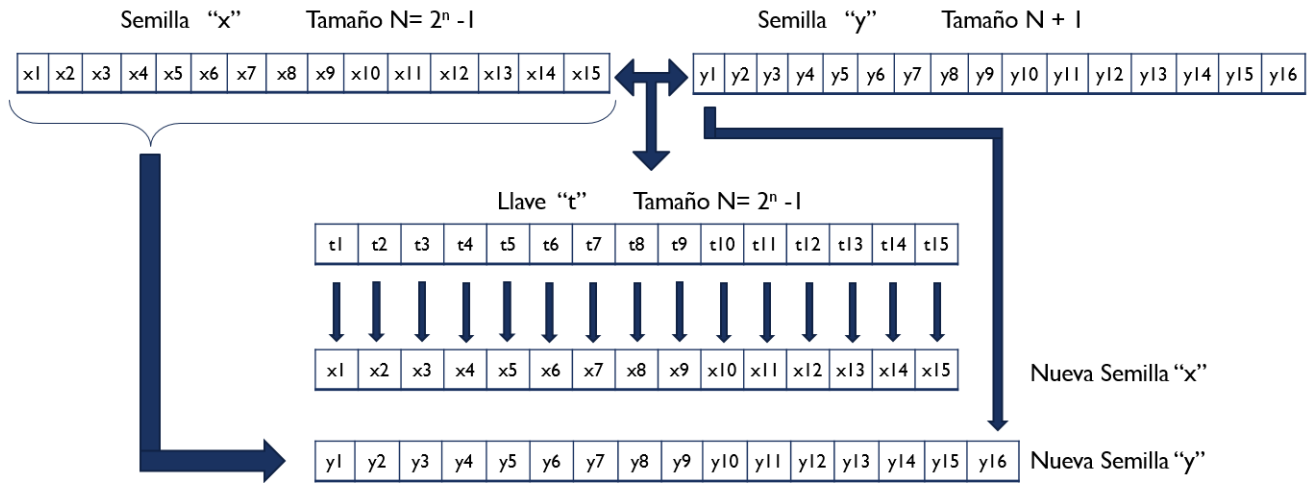 Semilla “x” Tamaño N= 2ⁿ -1 Semilla “y” Tamaño N + 1
x1 x2 x3 x4 x5 x6 x7 x8 x9 x10 x11 x12 x13 x14 x15 y1 y2 y3 y4 y5 y6 y7 y8 y9 y10 y11 y12 y13 y14 y15 y16
Llave “t” Tamaño N= 2ⁿ -1
t1 t2 t3 t4 t5 t6 t7 t8 t9 t10 t11 t12 t13 t14 t15
x1 x2 x3 x4 x5 x6 x7 x8 x9 x10 x11 x12 x13 x14 x15 Nueva Semilla “x”
y1 y2 y3 y4 y5 y6 y7 y8 y9 y10 y11 y12 y13 y14 y15 y16 Nueva Semilla “y”